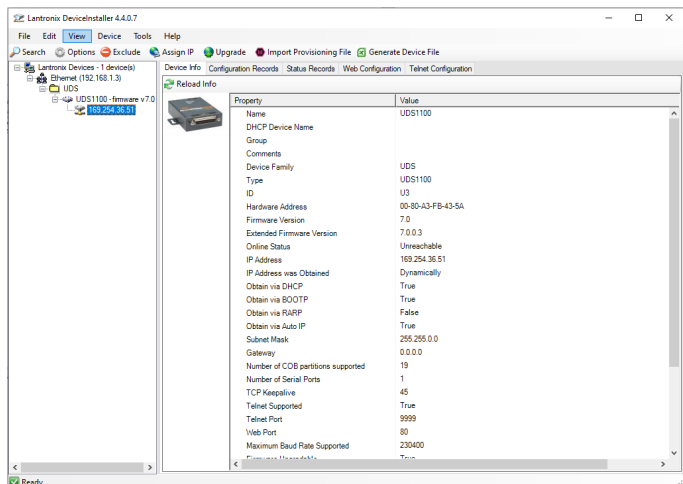 Lantronix DeviceInstaller 4.4.0.7
File Edit View Device Tools Help
Search Options Exclude Assign IP Upgrade Import Provisioning File Generate Device File
Lantronix Devices - 1 device(s)
Ethernet (192.168.1.3)
UDS
UDS1100 - firmware v7.0
169.254.36.51
Device Info Configuration Records Status Records Web Configuration Telnet Configuration
Reload Info
Property Value
Name UDS1100
DHCP Device Name
Group
Comments
Device Family UDS
Type UDS1100
ID U3
Hardware Address 00-80-A3-FB-43-5A
Firmware Version 7.0
Extended Firmware Version 7.0.0.3
Online Status Unreachable
IP Address 169.254.36.51
IP Address was Obtained Dynamically
Obtain via DHCP True
Obtain via BOOTP True
Obtain via RARP False
Obtain via Auto IP True
Subnet Mask 255.255.0.0
Gateway 0.0.0.0
Number of COB partitions supported 19
Number of Serial Ports 1
TCP Keepalive 45
Telnet Supported True
Telnet Port 9999
Web Port 80
Maximum Baud Rate Supported 230400
Firmware Upgradable True
Ready